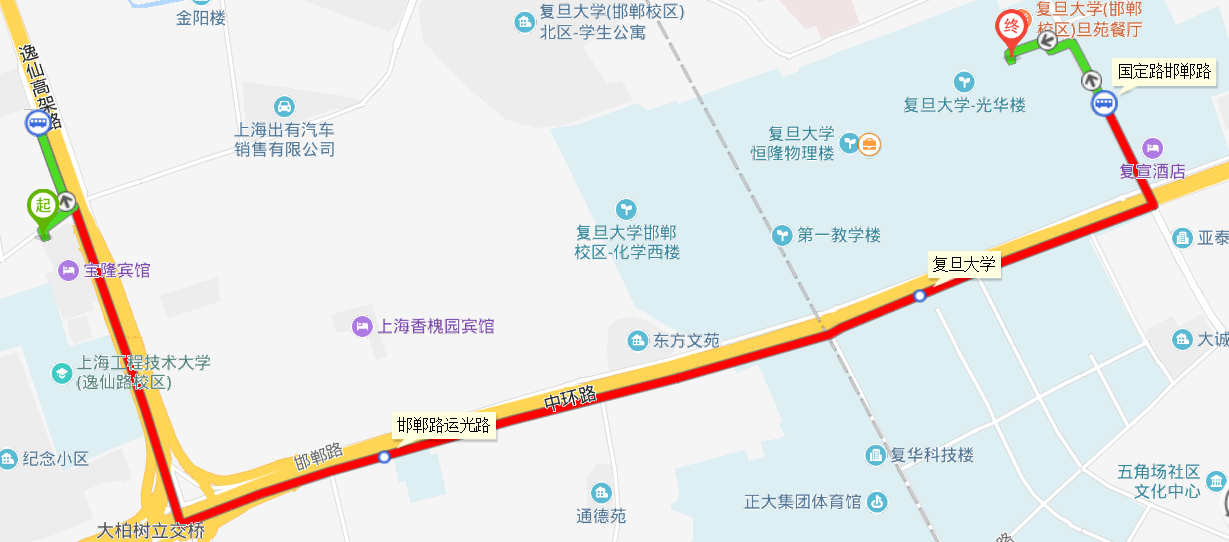 金阳楼
复旦大学(邯郸校区)
北区-学生公寓
复旦大学(邯郸
校区)旦苑餐厅
终
逸仙高架路
国定路邯郸路
复旦大学-光华楼
上海出有汽车
销售有限公司
复旦大学
恒隆物理楼
复宣酒店
起
复旦大学邯郸
校区-化学西楼
第一教学楼
亚泰
宝隆宾馆
复旦大学
上海香槐园宾馆
东方文苑
大诚
上海工程技术大学
(逸仙路校区)
中环路
邯郸路运光路
邯郸路
纪念小区
复华科技楼
五角场社区
文化中心
正大集团体育馆
通德苑
大柏树立交桥
路